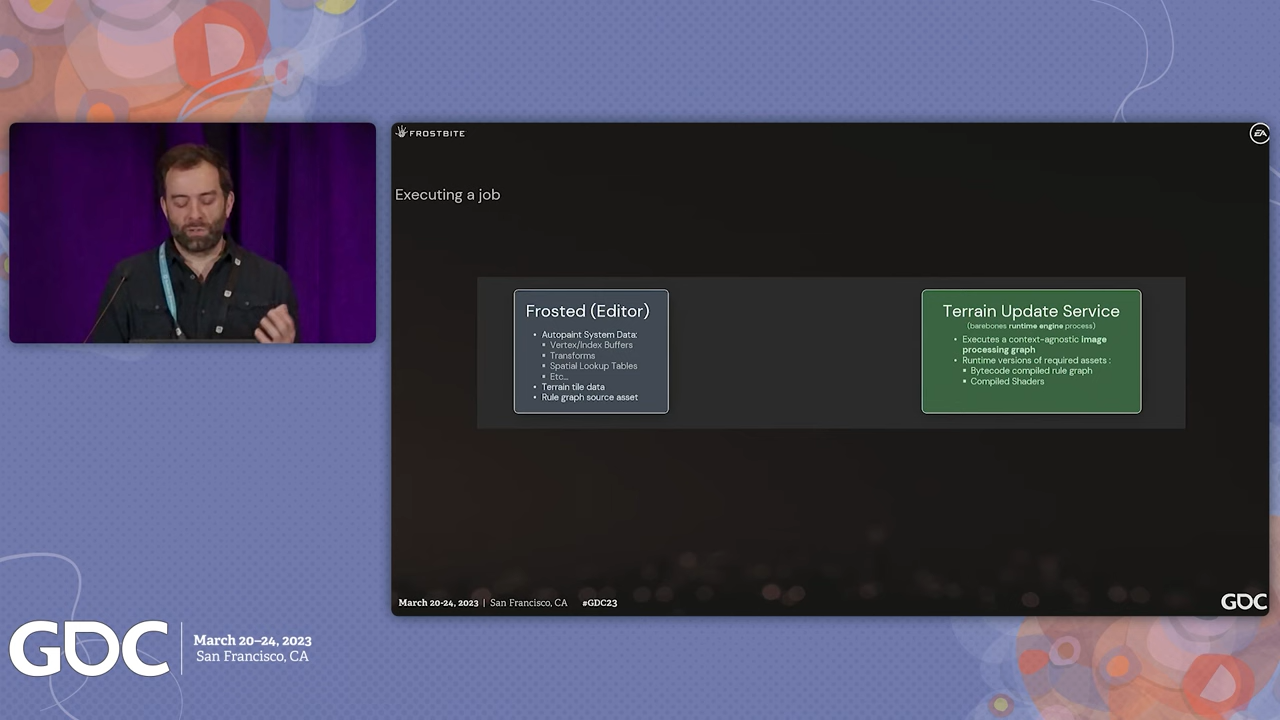 FROSTBITE
EA
Executing a job
Frosted (Editor)
Autopaint System Data:
Vertex/Index Buffers
Transforms
Spatial Lookup Tables
Etc...
Terrain tile data
Rule graph source asset
Terrain Update Service
(barebones runtime engine process)
Executes a context-agnostic image
processing graph
Runtime versions of required assets :
Bytecode compiled rule graph
Compiled Shaders
March 20-24, 2023 | San Francisco, CA #GDC23
GDC
GDC
March 20–24, 2023
San Francisco, CA